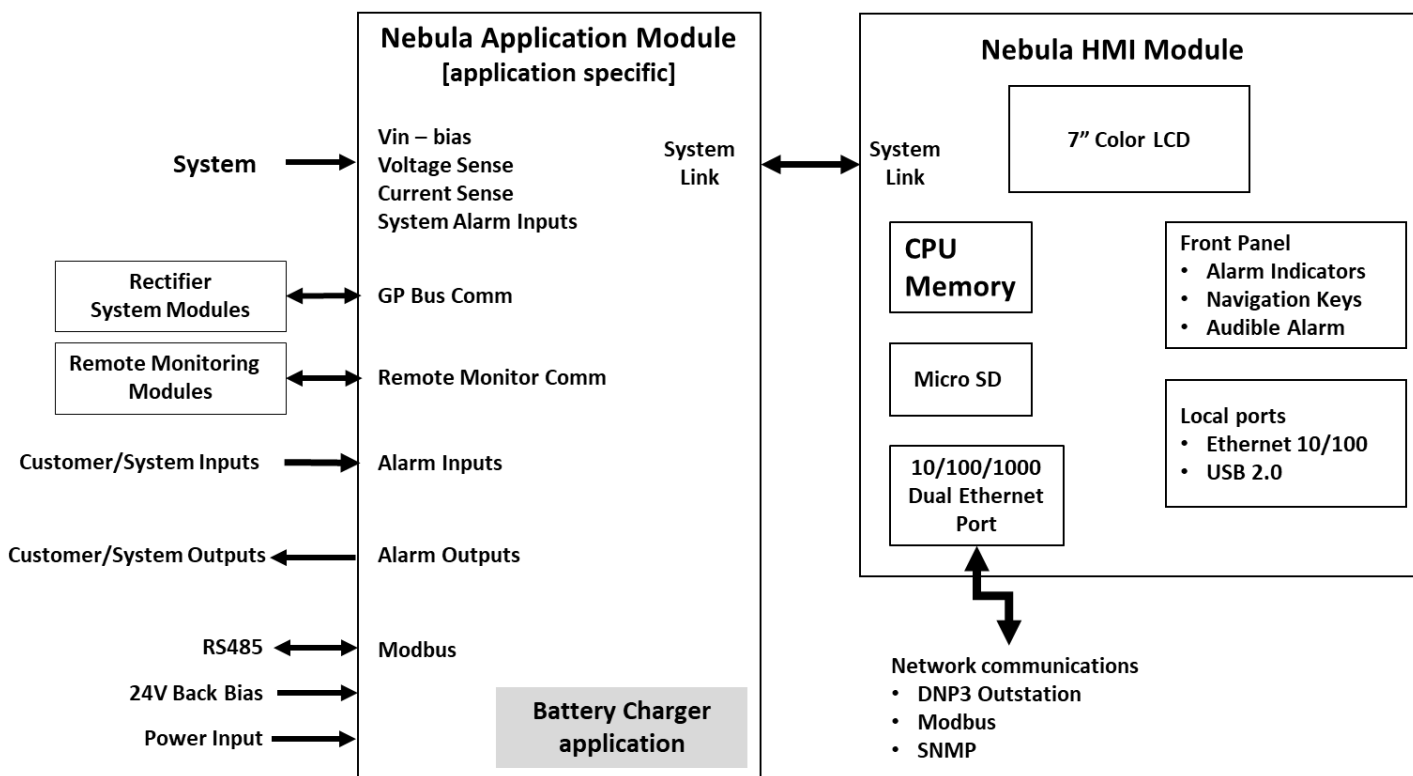 Nebula Application Module
[application specific]
System
Vin – bias
Voltage Sense
Current Sense
System Alarm Inputs
System
Link
Rectifier
System Modules
GP Bus Comm
Remote Monitoring
Modules
Remote Monitor Comm
Customer/System Inputs
Alarm Inputs
Customer/System Outputs
Alarm Outputs
RS485
Modbus
24V Back Bias
Power Input
Battery Charger
application
Nebula HMI Module
System
Link
7” Color LCD
CPU
Memory
Front Panel
• Alarm Indicators
• Navigation Keys
• Audible Alarm
Micro SD
Local ports
• Ethernet 10/100
• USB 2.0
10/100/1000
Dual Ethernet
Port
Network communications
• DNP3 Outstation
• Modbus
• SNMP